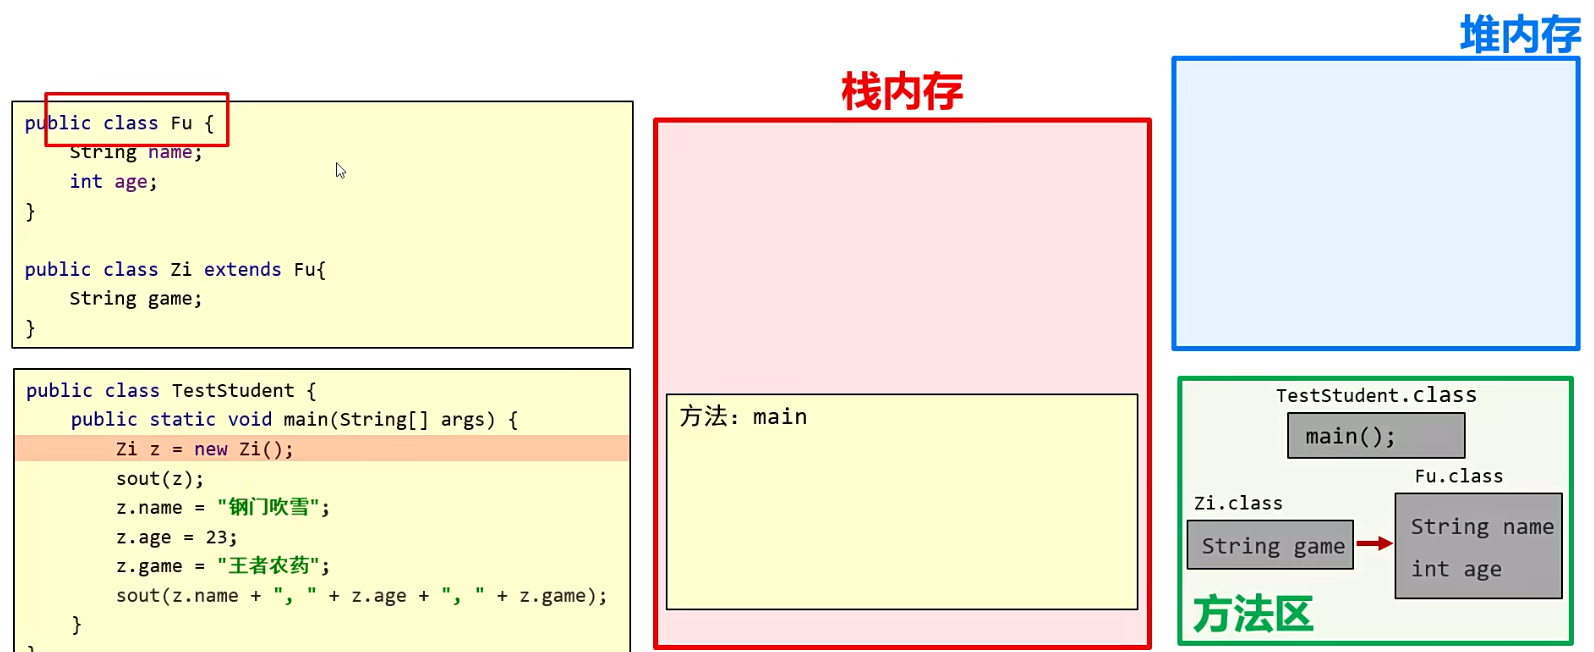 public class Fu {
String name;
int age;
}
public class Zi extends Fu{
String game;
}
public class TestStudent {
public static void main(String[] args) {
Zi z = new Zi();
sout(z);
z.name = "钢门吹雪";
z.age = 23;
z.game = "王者农药";
sout(z.name + ", " + z.age + ", " + z.game);
}
栈内存
方法：main
堆内存
TestStudent.class
main();
Fu.class
String name
int age
Zi.class
String game
方法区